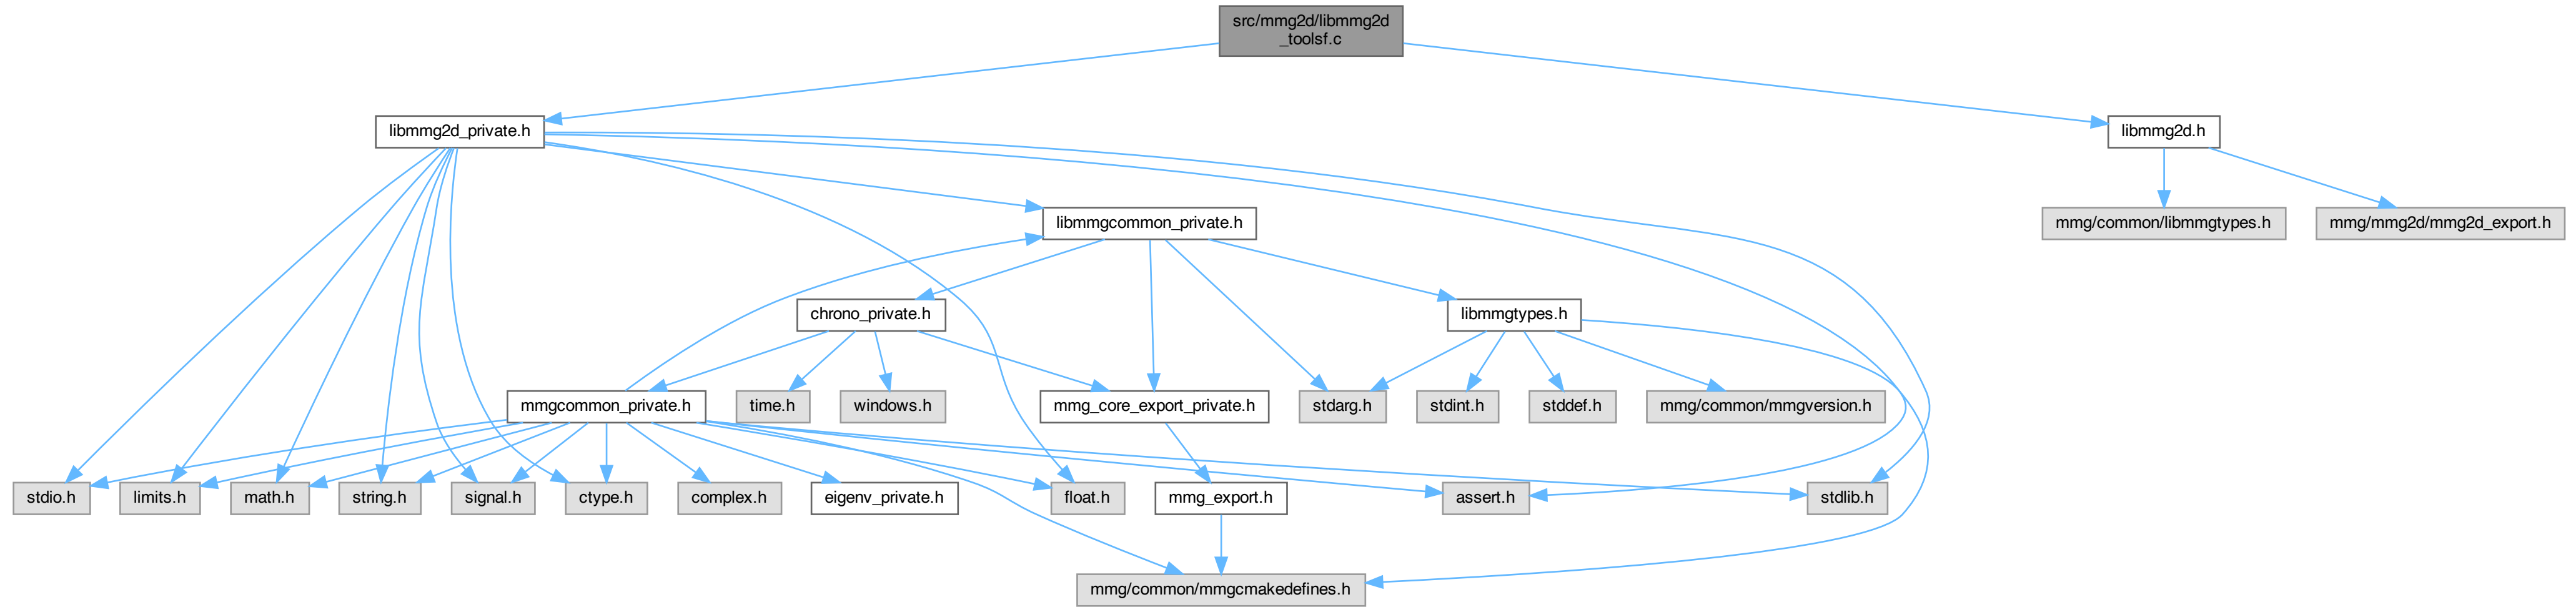 src/mmg2d/libmmg2d
_toolsf.c
libmmg2d_private.h
libmmg2d.h
libmmgcommon_private.h
mmg/common/libmmgtypes.h
mmg/mmg2d/mmg2d_export.h
chrono_private.h
libmmgtypes.h
mmgcommon_private.h
time.h
windows.h
mmg_core_export_private.h
stdarg.h
stdint.h
stddef.h
mmg/common/mmgversion.h
stdio.h
limits.h
math.h
string.h
signal.h
ctype.h
complex.h
eigenv_private.h
float.h
mmg_export.h
assert.h
stdlib.h
mmg/common/mmgcmakedefines.h